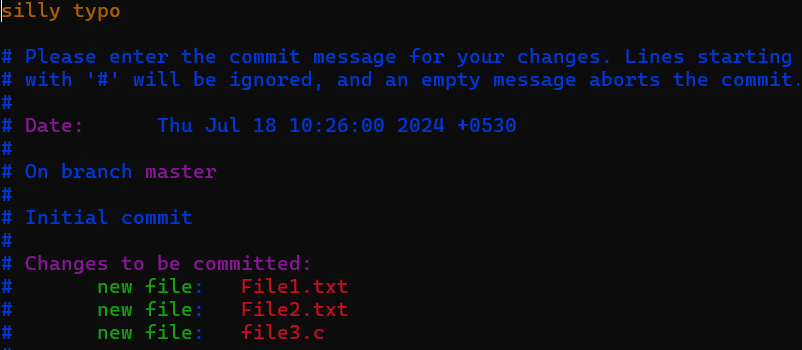 silly typo
# Please enter the commit message for your changes. Lines starting
# with '#' will be ignored, and an empty message aborts the commit.
#
# Date:      Thu Jul 18 10:26:00 2024 +0530
#
# On branch master
#
# Initial commit
#
# Changes to be committed:
#       new file:   File1.txt
#       new file:   File2.txt
#       new file:   file3.c
#